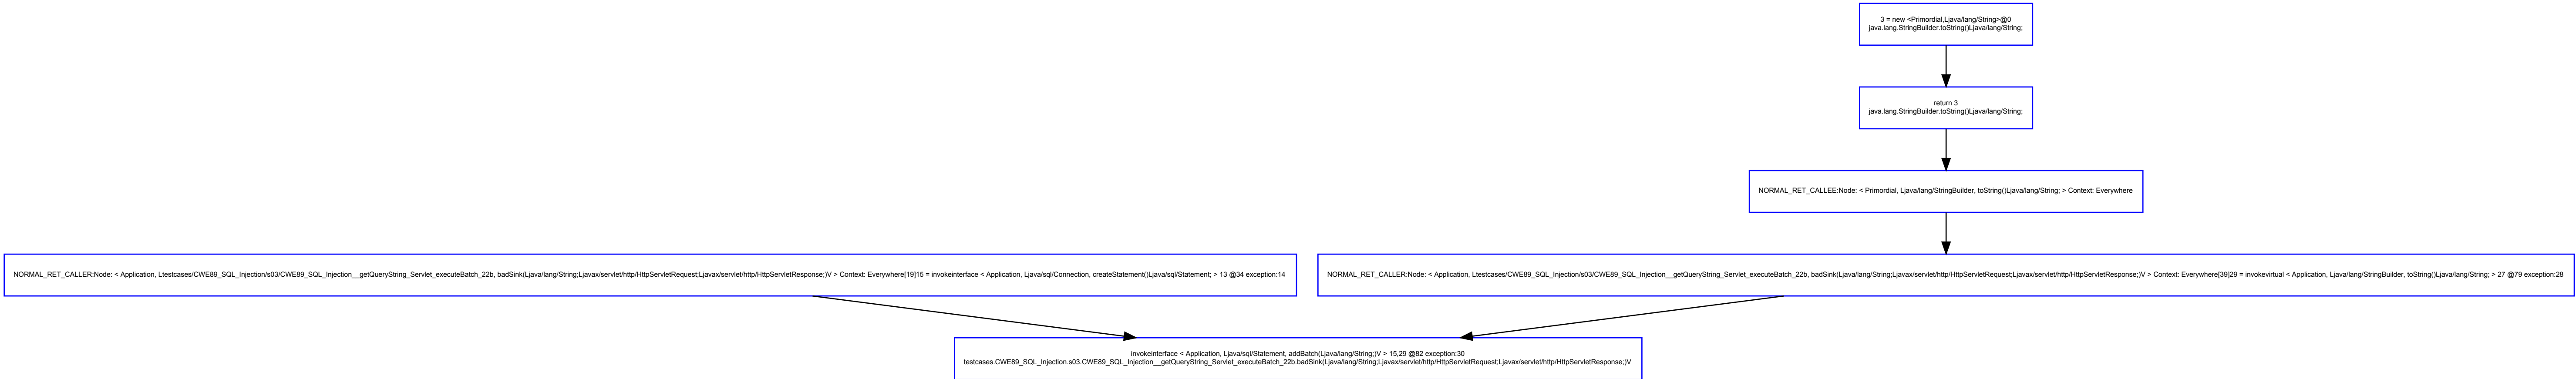 3 = new <Primordial,Ljava/lang/String>@0
java.lang.StringBuilder.toString()Ljava/lang/String;
return 3
java.lang.StringBuilder.toString()Ljava/lang/String;
NORMAL_RET_CALLEE:Node: < Primordial, Ljava/lang/StringBuilder, toString()Ljava/lang/String; > Context: Everywhere
NORMAL_RET_CALLER:Node: < Application, Ltestcases/CWE89_SQL_Injection/s03/CWE89_SQL_Injection__getQueryString_Servlet_executeBatch_22b, badSink(Ljava/lang/String;Ljavax/servlet/http/HttpServletRequest;Ljavax/servlet/http/HttpServletResponse;)V > Context: Everywhere[19]15 = invokeinterface < Application, Ljava/sql/Connection, createStatement()Ljava/sql/Statement; > 13 @34 exception:14
NORMAL_RET_CALLER:Node: < Application, Ltestcases/CWE89_SQL_Injection/s03/CWE89_SQL_Injection__getQueryString_Servlet_executeBatch_22b, badSink(Ljava/lang/String;Ljavax/servlet/http/HttpServletRequest;Ljavax/servlet/http/HttpServletResponse;)V > Context: Everywhere[39]29 = invokevirtual < Application, Ljava/lang/StringBuilder, toString()Ljava/lang/String; > 27 @79 exception:28
invokeinterface < Application, Ljava/sql/Statement, addBatch(Ljava/lang/String;)V > 15,29 @82 exception:30
testcases.CWE89_SQL_Injection.s03.CWE89_SQL_Injection__getQueryString_Servlet_executeBatch_22b.badSink(Ljava/lang/String;Ljavax/servlet/http/HttpServletRequest;Ljavax/servlet/http/HttpServletResponse;)V